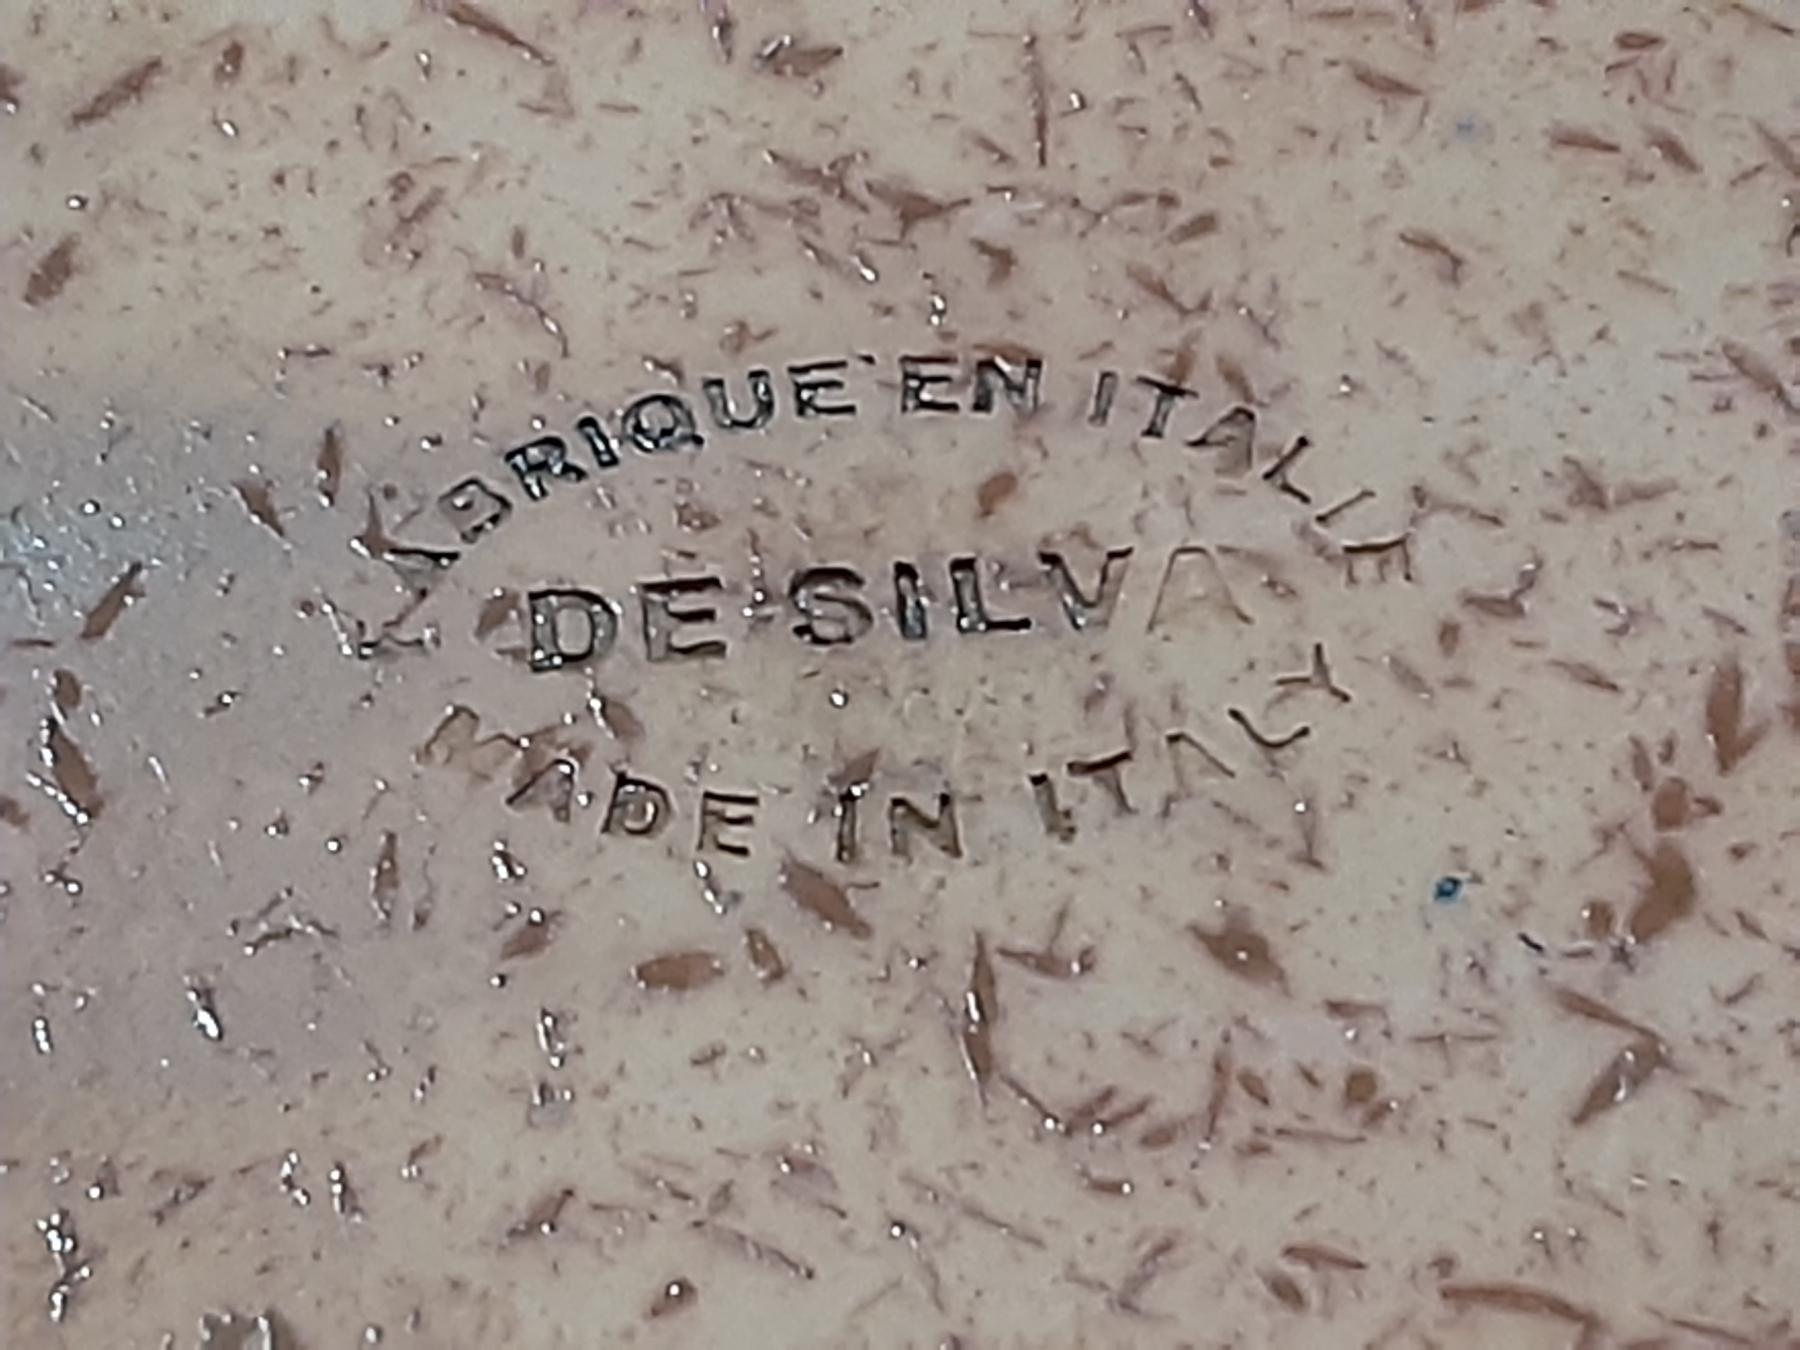 FABRIQUE' EN ITALIE
DE SILVA
MADE IN ITALY